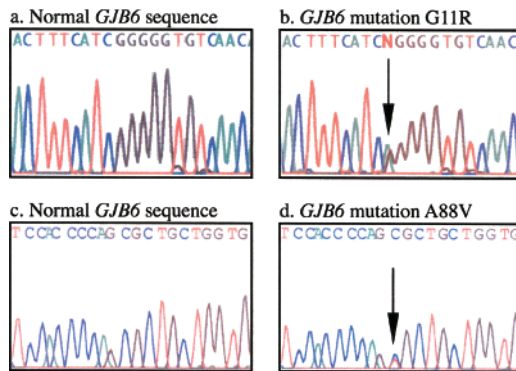 a. Normal GJB6 sequence
ACTTTCATCGGGGGTGTCAACA
b. GJB6 mutation G11R
ACTTTCATCNGGGGTGTCAAC
c. Normal GJB6 sequence
TCCACCCCAGCGCTGCTGGTG
d. GJB6 mutation A88V
TCCACCCCAGCGCTGCTGGTG